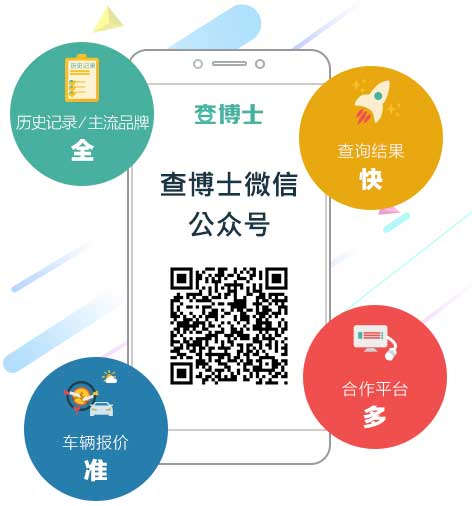 历史记录
历史记录/主流品牌
全
查博士
查询结果
快
查博士微信
公众号
合作平台
多
车辆报价
准